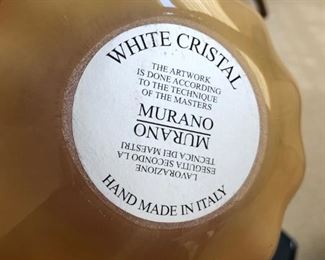 WHITE CRISTAL
THE ARTWORK
IS DONE ACCORDING
TO THE TECHNIQUE
OF THE MASTERS
MURANO
MURANO
LAVORAZIONE
ESEGUITA SECONDO LA
TECNICA DEI MAESTRI
HAND MADE IN ITALY